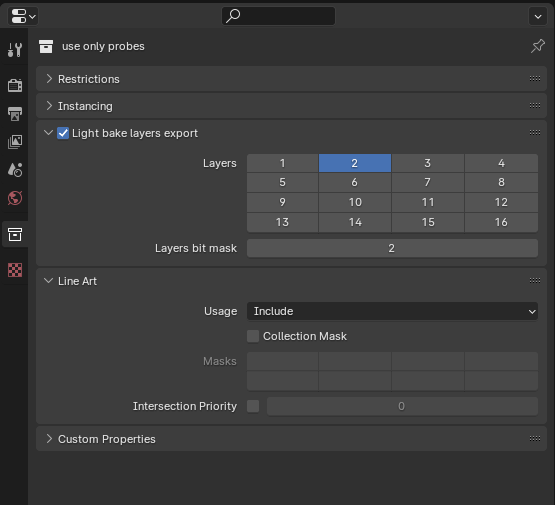 use only probes
Restrictions
Instancing
Light bake layers export
Layers 1 2 3 4
5 6 7 8
9 10 11 12
13 14 15 16
Layers bit mask 2
Line Art
Usage Include
Collection Mask
Masks
Intersection Priority 0
Custom Properties